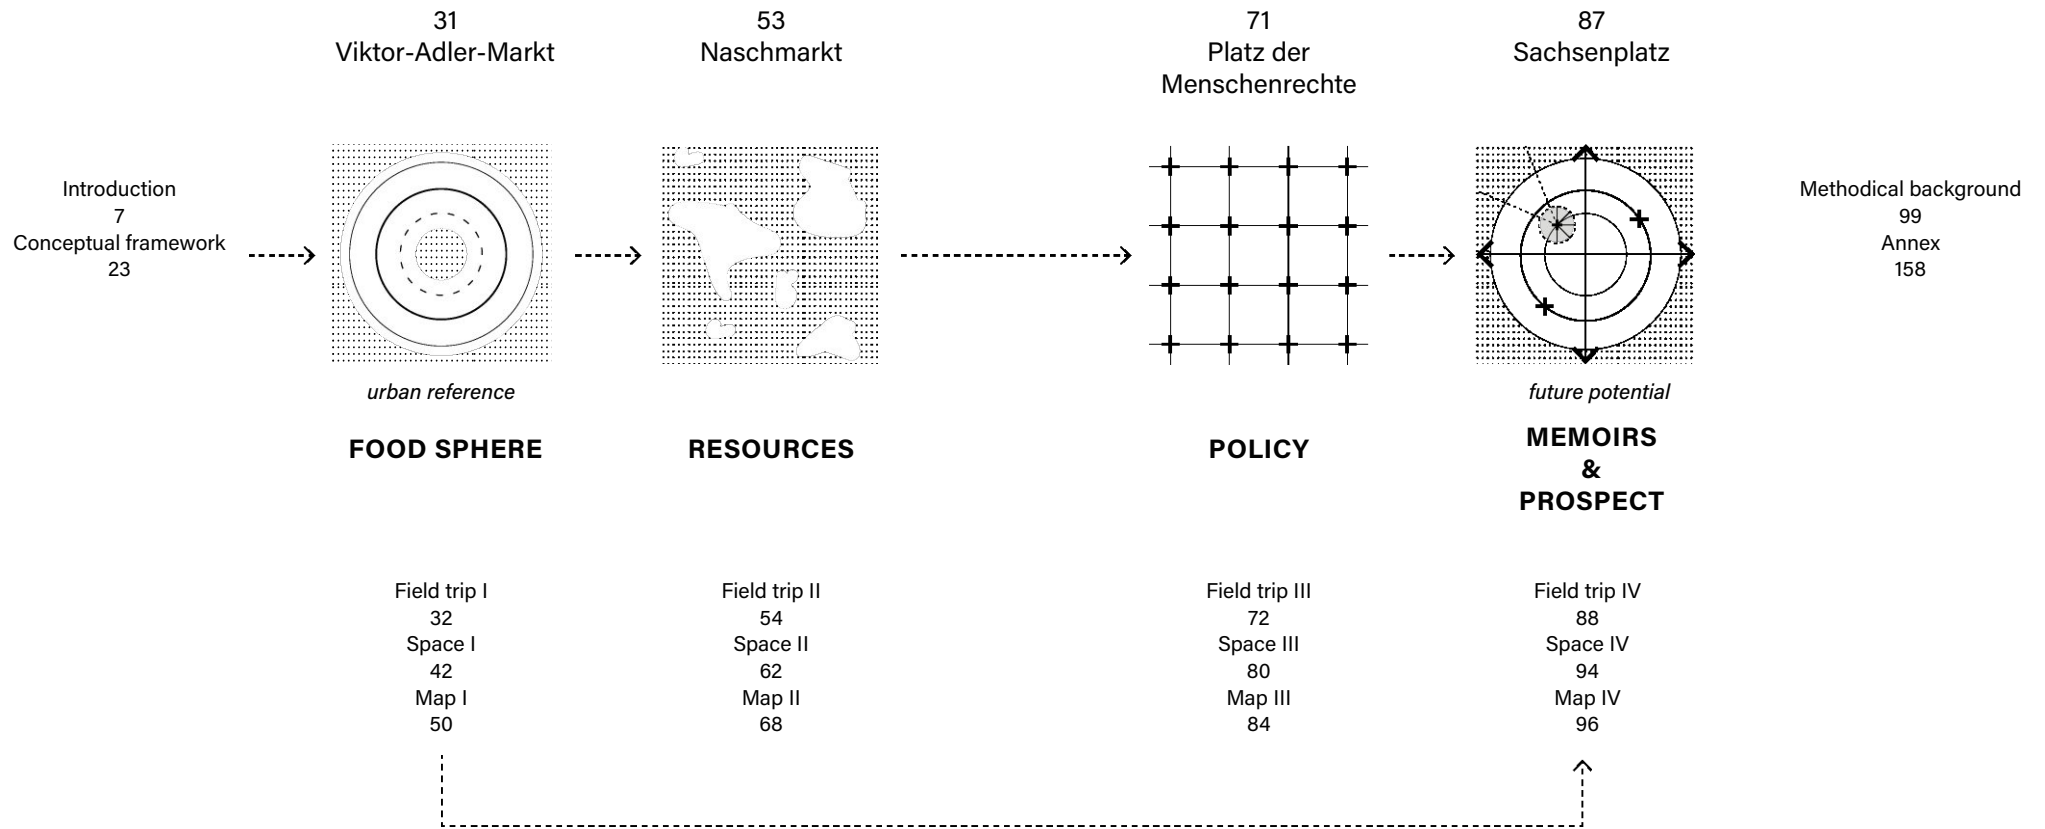 31
Viktor-Adler-Markt
53
Naschmarkt
71
Platz der
Menschenrechte
87
Sachsenplatz
Introduction
7
Conceptual framework
23
Methodical background
99
Annex
158
urban reference
future potential
FOOD SPHERE
RESOURCES
POLICY
MEMOIRS
&
PROSPECT
Field trip I
32
Space I
42
Map I
50
Field trip II
54
Space II
62
Map II
68
Field trip III
72
Space III
80
Map III
84
Field trip IV
88
Space IV
94
Map IV
96